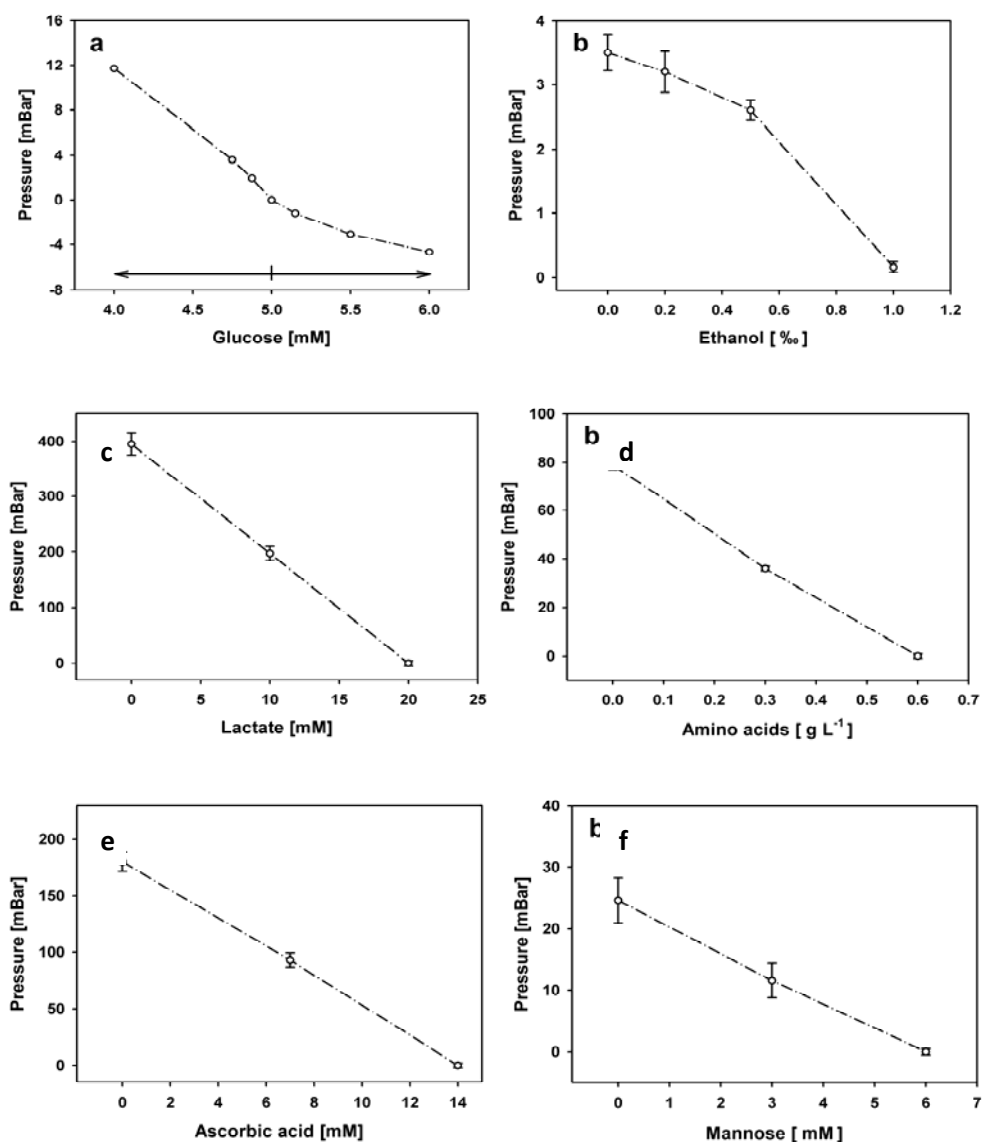 a
Pressure [mBar]
16
12
8
4
0
-4
-8
4.0 4.5 5.0 5.5 6.0
Glucose [mM]
b
Pressure [mBar]
4
3
2
1
0
0.0 0.2 0.4 0.6 0.8 1.0 1.2
Ethanol [ ‰ ]
c
Pressure [mBar]
400
300
200
100
0
0 5 10 15 20 25
Lactate [mM]
b d
Pressure [mBar]
100
80
60
40
20
0
0.0 0.1 0.2 0.3 0.4 0.5 0.6 0.7
Amino acids [ g L⁻¹ ]
e
Pressure [mBar]
200
150
100
50
0
0 2 4 6 8 10 12 14
Ascorbic acid [mM]
b f
Pressure [mBar]
40
30
20
10
0
0 1 2 3 4 5 6 7
Mannose [ mM]